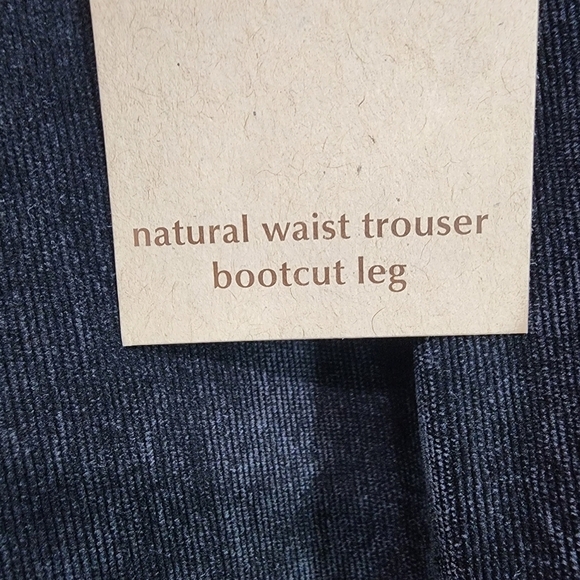 natural waist trouser
bootcut leg